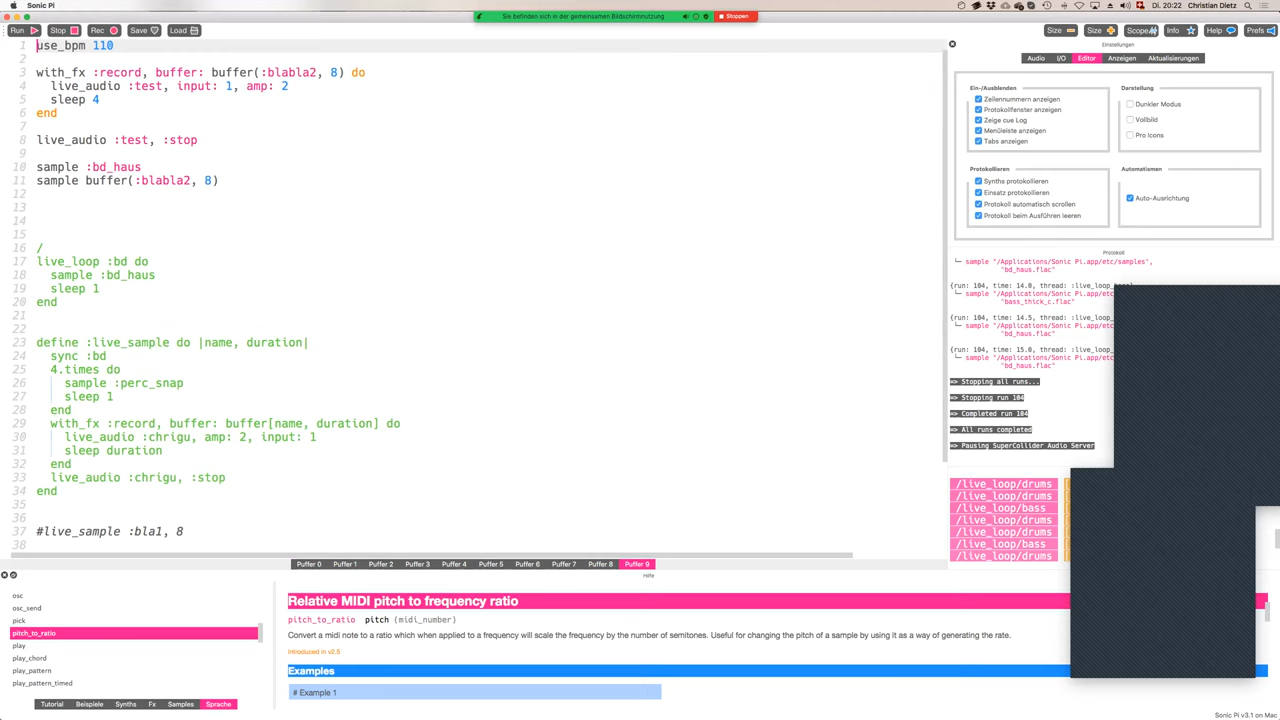 Sonic Pi
Di. 20:22 Christian Dietz
Sonic Pi
Sie befinden sich in der gemeinsamen Bildschirmnutzung
Stoppen
Run Stop Rec Save Load Size Size Scope Info Help Prefs
1 use_bpm 110
2
3 with_fx :record, buffer: buffer(:blabla2, 8) do
4 live_audio :test, input: 1, amp: 2
5 sleep 4
6 end
7
8 live_audio :test, :stop
9
10 sample :bd_haus
11 sample buffer(:blabla2, 8)
12
13
14
15
16 /
17 live_loop :bd do
18 sample :bd_haus
19 sleep 1
20 end
21
22
23 define :live_sample do |name, duration|
24 sync :bd
25 4.times do
26 sample :perc_snap
27 sleep 1
28 end
29 with_fx :record, buffer: buffer[name, duration] do
30 live_audio :chrigu, amp: 2, input: 1
31 sleep duration
32 end
33 live_audio :chrigu, :stop
34 end
35
36
37 #live_sample :bla1, 8
38
Einstellungen
Audio I/O Editor Anzeigen Aktualisierungen
Ein-/Ausblenden
Zeilennummern anzeigen
Protokollfenster anzeigen
Zeige cue Log
Menüleiste anzeigen
Tabs anzeigen
Darstellung
Dunkler Modus
Vollbild
Pro Icons
Protokollieren
Synths protokollieren
Einsatz protokollieren
Protokoll automatisch scrollen
Protokoll beim Ausführen leeren
Automatismen
Auto-Ausrichtung
Protokoll
└─ sample "/Applications/Sonic Pi.app/etc/samples",
"bd_haus.flac"
{run: 104, time: 14.0, thread: :live_loop_
└─ sample "/Applications/Sonic Pi.app/etc
"bass_thick_c.flac"
{run: 104, time: 14.5, thread: :live_loop_
└─ sample "/Applications/Sonic Pi.app/etc
"bd_haus.flac"
{run: 104, time: 15.0, thread: :live_loop_
└─ sample "/Applications/Sonic Pi.app/etc
"bd_haus.flac"
=> Stopping all runs...
=> Stopping run 104
=> Completed run 104
=> All runs completed
=> Pausing SuperCollider Audio Server
/live_loop/drums
/live_loop/drums
/live_loop/bass
/live_loop/drums
/live_loop/drums
/live_loop/bass
/live_loop/drums
Puffer 0 Puffer 1 Puffer 2 Puffer 3 Puffer 4 Puffer 5 Puffer 6 Puffer 7 Puffer 8 Puffer 9
Hilfe
osc
osc_send
pick
pitch_to_ratio
play
play_chord
play_pattern
play_pattern_timed
Tutorial Beispiele Synths Fx Samples Sprache
Relative MIDI pitch to frequency ratio
pitch_to_ratio pitch (midi_number)
Convert a midi note to a ratio which when applied to a frequency will scale the frequency by the number of semitones. Useful for changing the pitch of a sample by using it as a way of generating the rate.
Introduced in v2.5
Examples
# Example 1
Sonic Pi v3.1 on Mac